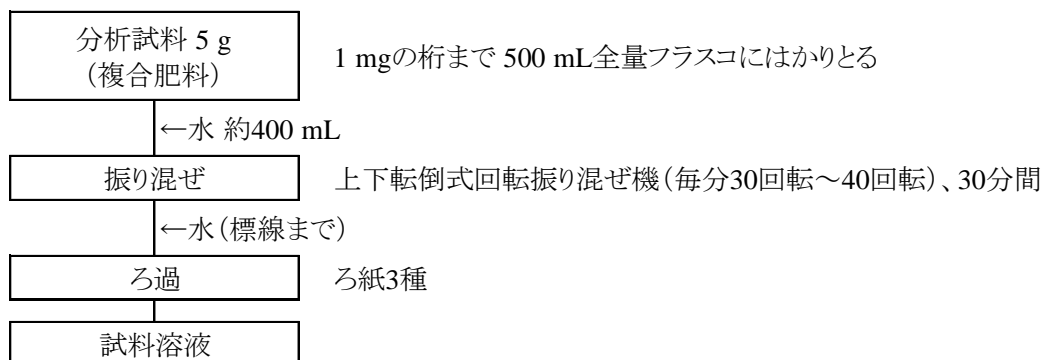 分析試料 5 g
(複合肥料)
1 mgの桁まで 500 mL全量フラスコにはかりとる
←水 約400 mL
振り混ぜ
上下転倒式回転振り混ぜ機(毎分30回転~40回転)、30分間
←水(標線まで)
ろ過
ろ紙3種
試料溶液